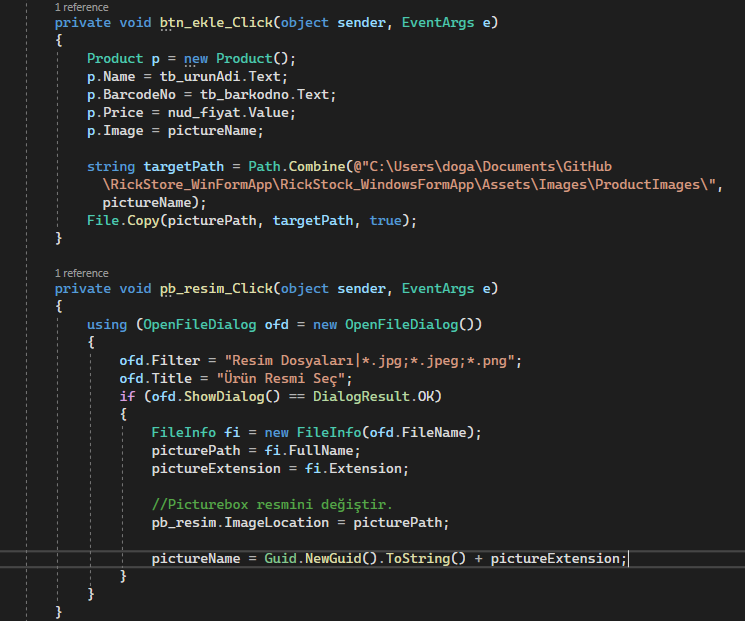 1 reference
private void btn_ekle_Click(object sender, EventArgs e)
{
Product p = new Product();
p.Name = tb_urunAdi.Text;
p.BarcodeNo = tb_barkodno.Text;
p.Price = nud_fiyat.Value;
p.Image = pictureName;
string targetPath = Path.Combine(@"C:\Users\doga\Documents\GitHub
\RickStore_WinFormApp\RickStock_WindowsFormApp\Assets\Images\ProductImages\",
pictureName);
File.Copy(picturePath, targetPath, true);
}
1 reference
private void pb_resim_Click(object sender, EventArgs e)
{
using (OpenFileDialog ofd = new OpenFileDialog())
{
ofd.Filter = "Resim Dosyaları|*.jpg;*.jpeg;*.png";
ofd.Title = "Ürün Resmi Seç";
if (ofd.ShowDialog() == DialogResult.OK)
{
FileInfo fi = new FileInfo(ofd.FileName);
picturePath = fi.FullName;
pictureExtension = fi.Extension;
//Picturebox resmini değiştir.
pb_resim.ImageLocation = picturePath;
pictureName = Guid.NewGuid().ToString() + pictureExtension;
}
}
}